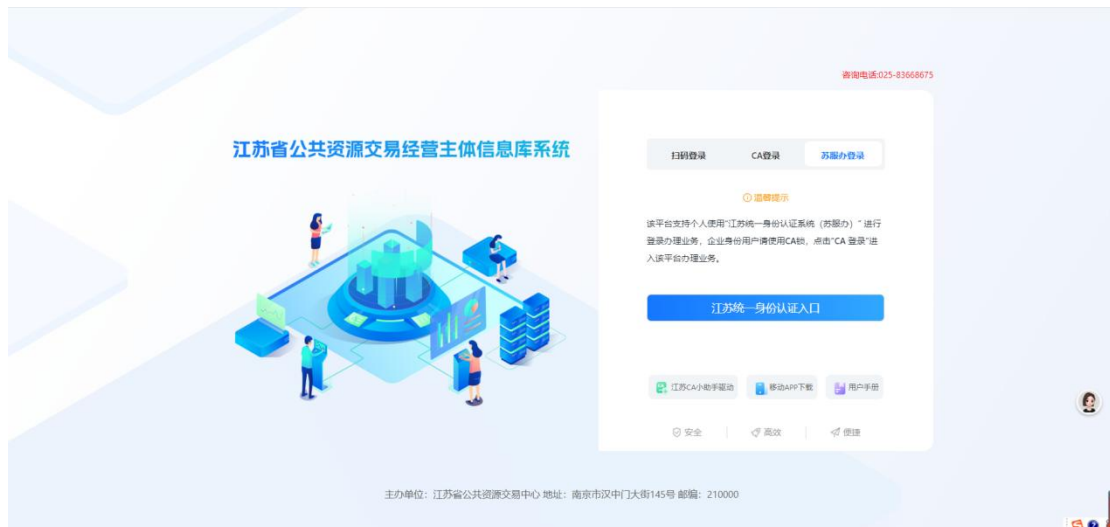 咨询电话:025-83668675
江苏省公共资源交易经营主体信息库系统
扫码登录 CA登录 苏服办登录
温馨提示
该平台支持个人使用“江苏统一身份认证系统（苏服办）”进行
登录办理业务，企业身份用户请使用CA锁，点击“CA 登录”进
入该平台办理业务。
江苏统一身份认证入口
江苏CA小助手驱动 移动APP下载 用户手册
安全 高效 便捷
主办单位：江苏省公共资源交易中心 地址：南京市汉中门大街145号 邮编：210000